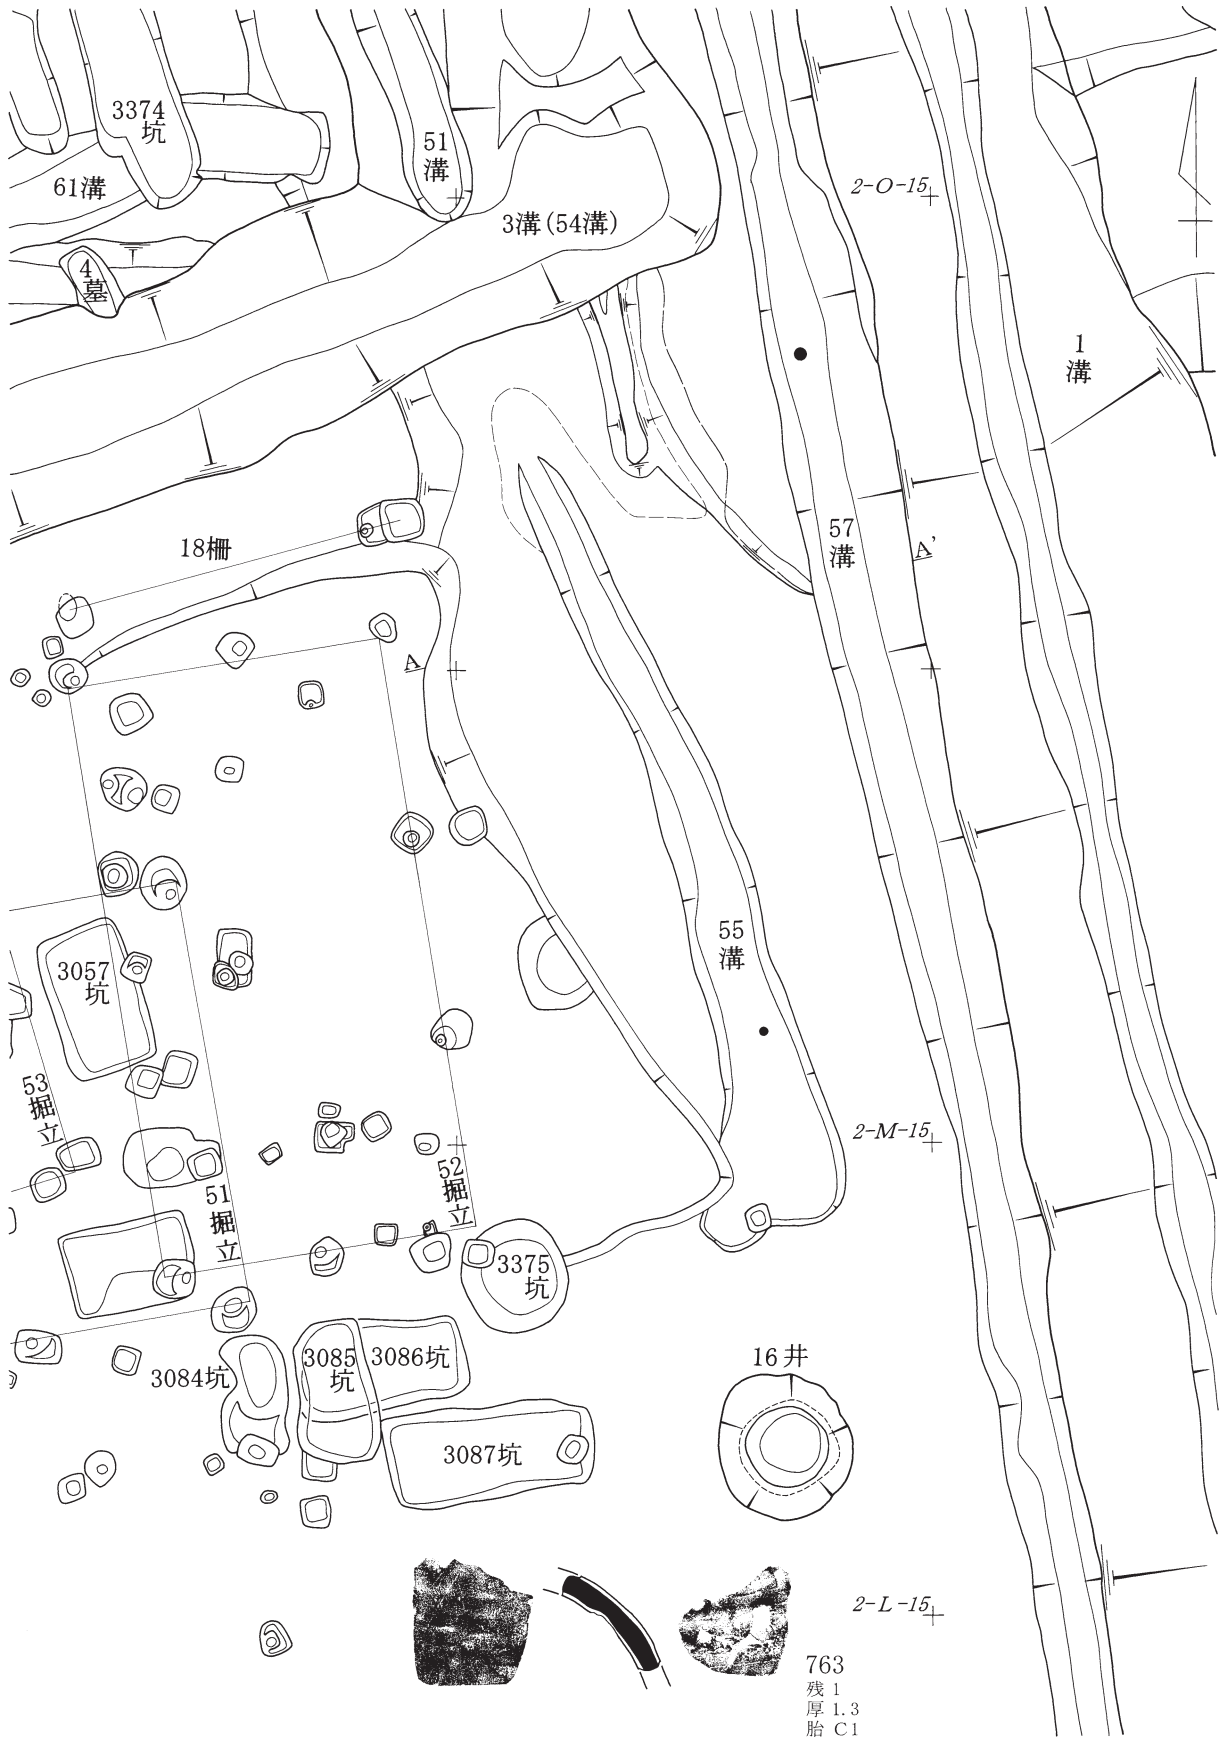 3374
坑
51
溝
61溝
2-O-15
3溝(54溝)
4
墓
1
溝
57
溝
18柵
A'
A
55
溝
3057
坑
53
掘
立
2-M-15
52
掘
立
51
掘
立
3375
坑
16井
3085
坑
3086坑
3084坑
3087坑
2-L-15
763
残 1
厚 1.3
胎 C1